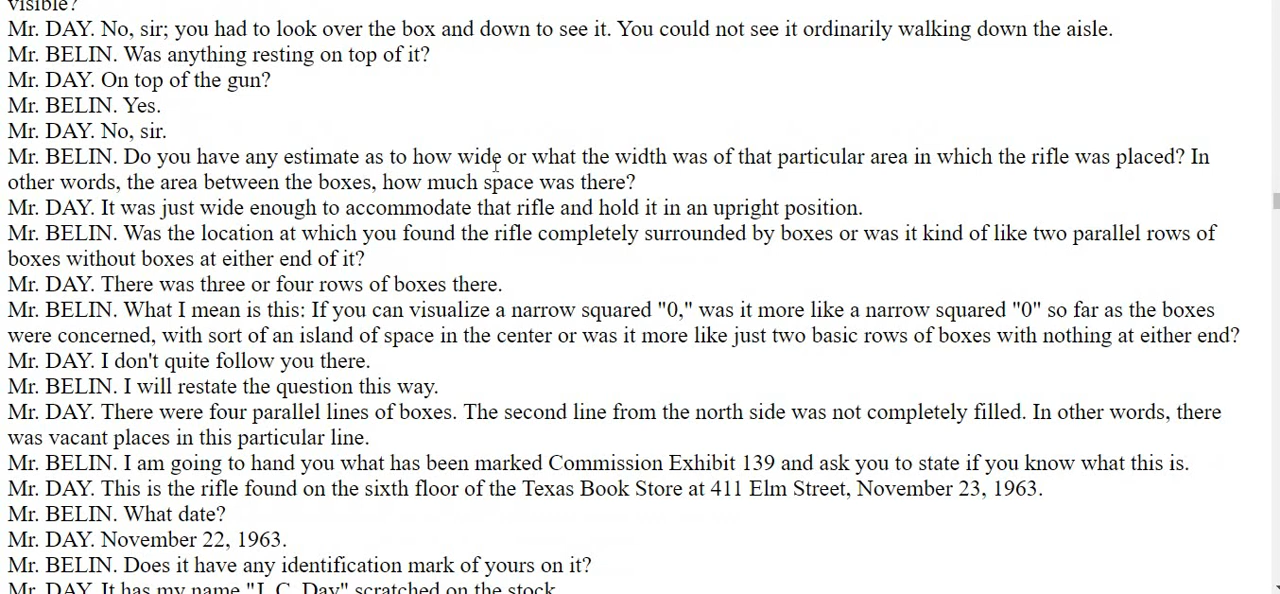 visible?
Mr. DAY. No, sir; you had to look over the box and down to see it. You could not see it ordinarily walking down the aisle.
Mr. BELIN. Was anything resting on top of it?
Mr. DAY. On top of the gun?
Mr. BELIN. Yes.
Mr. DAY. No, sir.
Mr. BELIN. Do you have any estimate as to how wide or what the width was of that particular area in which the rifle was placed? In
other words, the area between the boxes, how much space was there?
Mr. DAY. It was just wide enough to accommodate that rifle and hold it in an upright position.
Mr. BELIN. Was the location at which you found the rifle completely surrounded by boxes or was it kind of like two parallel rows of
boxes without boxes at either end of it?
Mr. DAY. There was three or four rows of boxes there.
Mr. BELIN. What I mean is this: If you can visualize a narrow squared "0," was it more like a narrow squared "0" so far as the boxes
were concerned, with sort of an island of space in the center or was it more like just two basic rows of boxes with nothing at either end?
Mr. DAY. I don't quite follow you there.
Mr. BELIN. I will restate the question this way.
Mr. DAY. There were four parallel lines of boxes. The second line from the north side was not completely filled. In other words, there
was vacant places in this particular line.
Mr. BELIN. I am going to hand you what has been marked Commission Exhibit 139 and ask you to state if you know what this is.
Mr. DAY. This is the rifle found on the sixth floor of the Texas Book Store at 411 Elm Street, November 23, 1963.
Mr. BELIN. What date?
Mr. DAY. November 22, 1963.
Mr. BELIN. Does it have any identification mark of yours on it?
Mr. DAY. It has my name "J. C. Day" scratched on the stock.